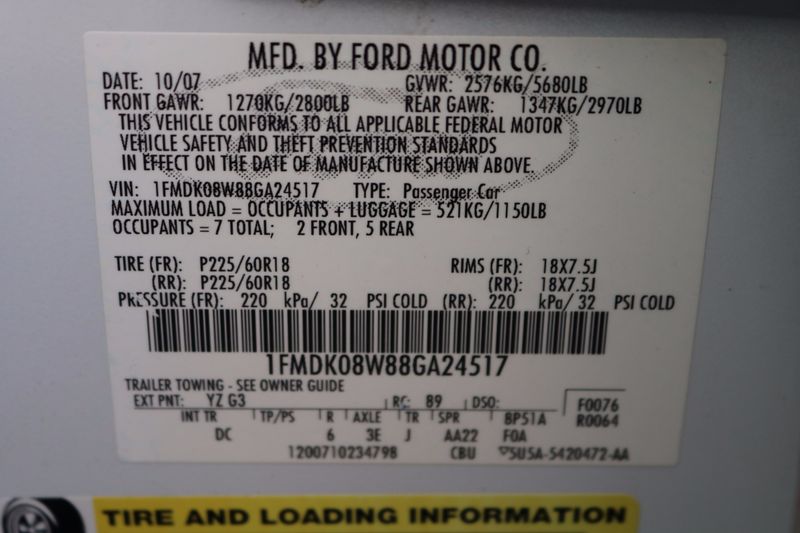 MFD. BY FORD MOTOR CO.
DATE: 10/07 GVWR: 2576KG/5680LB
FRONT GAWR: 1270KG/2800LB REAR GAWR: 1347KG/2970LB
THIS VEHICLE CONFORMS TO ALL APPLICABLE FEDERAL MOTOR
VEHICLE SAFETY AND THEFT PREVENTION STANDARDS
IN EFFECT ON THE DATE OF MANUFACTURE SHOWN ABOVE.
VIN: 1FMDK08W88GA24517 TYPE: Passenger Car
MAXIMUM LOAD = OCCUPANTS + LUGGAGE = 521KG/1150LB
OCCUPANTS = 7 TOTAL; 2 FRONT, 5 REAR
TIRE (FR): P225/60R18 RIMS (FR): 18X7.5J
(RR): P225/60R18 (RR): 18X7.5J
PRESSURE (FR): 220 kPa/ 32 PSI COLD (RR): 220 kPa/ 32 PSI COLD
1FMDK08W88GA24517
TRAILER TOWING - SEE OWNER GUIDE
EXT PNT: YZ G3 RC: 89 DSO: F0076
INT TR TP/PS R AXLE TR SPR BP51A R0064
DC 6 3E J AA22 F0A
1200710234798 CBU 5U5A-5420472-AA
TIRE AND LOADING INFORMATION